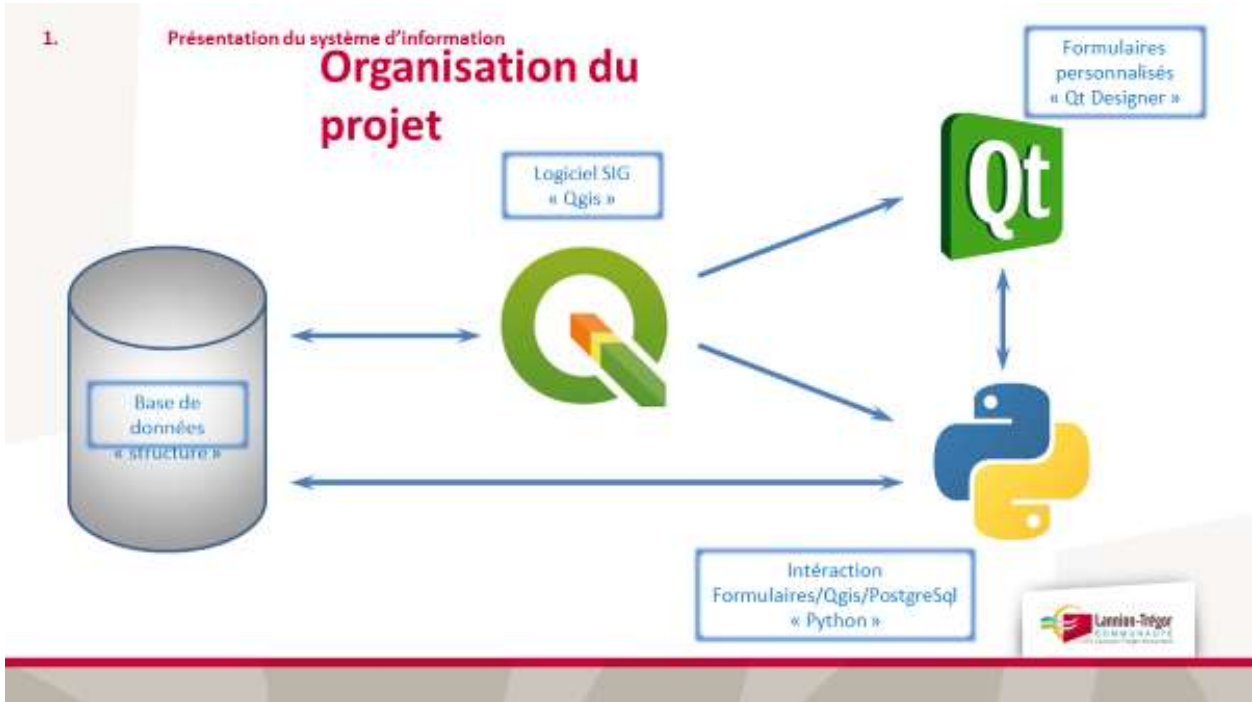 1. Présentation du système d'information
Organisation du
projet
Formulaires
personnalisés
« Qt Designer »
Logiciel SIG
« Qgis »
Qt
Base de
données
« structure »
Intéraction
Formulaires/Qgis/PostgreSql
« Python »
Lannion-Trégor
COMMUNAUTÉ